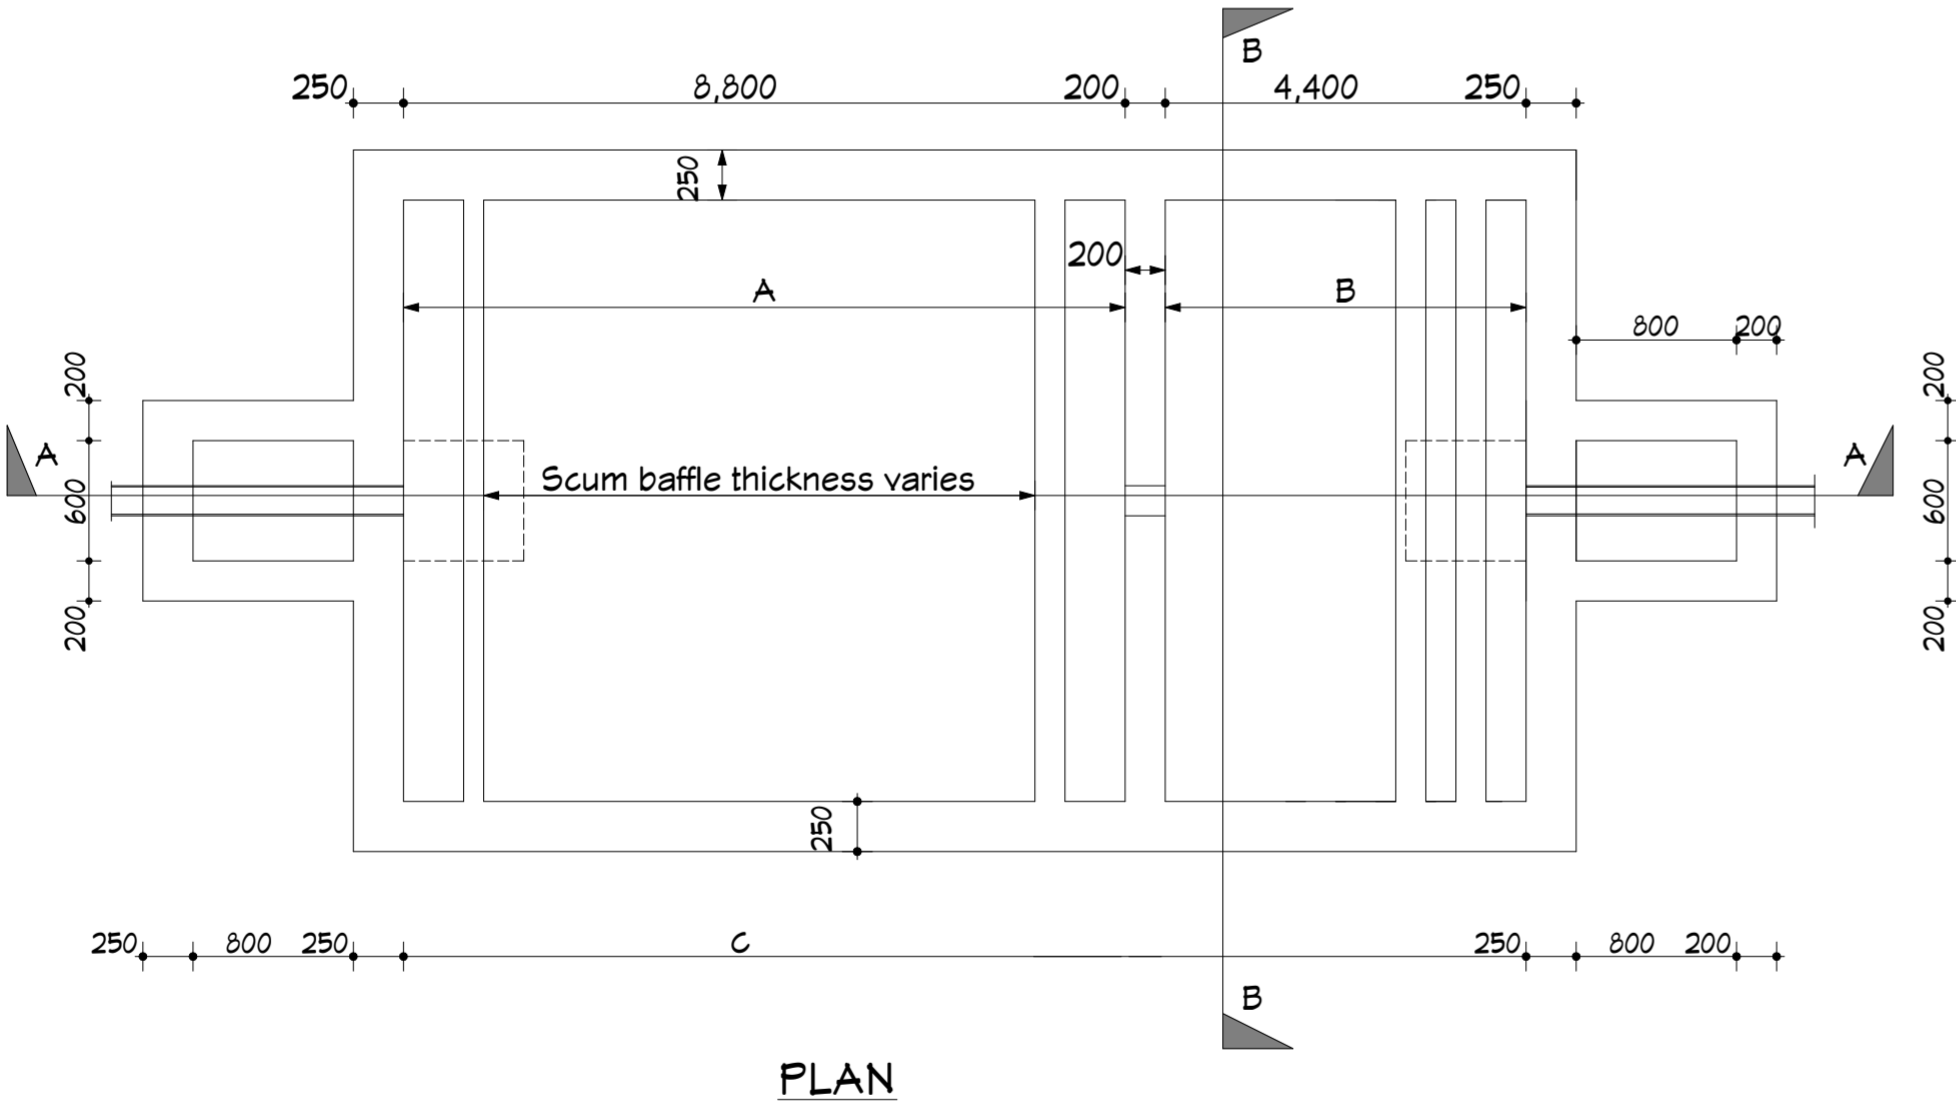 B
250 8,800 200 4,400 250
250
200
A B
800 200
200 200
A Scum baffle thickness varies A
600 600
200 200
250
250 800 250 C 250 800 200
B
PLAN